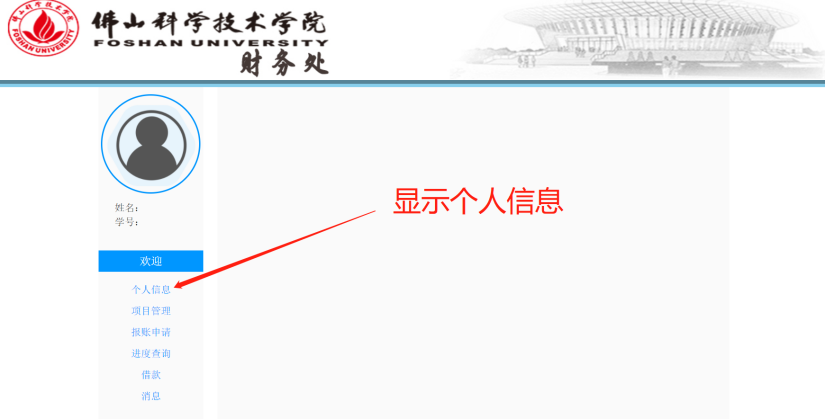 佛山科学技术学院
FOSHAN UNIVERSITY
财务处
姓名：
学号：
显示个人信息
欢迎
个人信息
项目管理
报账申请
进度查询
借款
消息